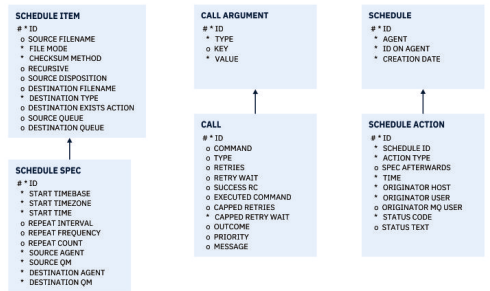 SCHEDULE ITEM
# * ID
o SOURCE FILENAME
* FILE MODE
* CHECKSUM METHOD
o RECURSIVE
o SOURCE DISPOSITION
o DESTINATION FILENAME
* DESTINATION TYPE
o DESTINATION EXISTS ACTION
o SOURCE QUEUE
o DESTINATION QUEUE
SCHEDULE SPEC
# * ID
* START TIMEBASE
* START TIMEZONE
* START TIME
o REPEAT INTERVAL
o REPEAT FREQUENCY
o REPEAT COUNT
* SOURCE AGENT
* SOURCE QM
* DESTINATION AGENT
* DESTINATION QM
CALL ARGUMENT
# * ID
* TYPE
o KEY
* VALUE
CALL
# * ID
o COMMAND
o TYPE
o RETRIES
o RETRY WAIT
o SUCCESS RC
o EXECUTED COMMAND
o CAPPED RETRIES
* CAPPED RETRY WAIT
o OUTCOME
o PRIORITY
o MESSAGE
SCHEDULE
# * ID
* AGENT
* ID ON AGENT
* CREATION DATE
SCHEDULE ACTION
# * ID
* SCHEDULE ID
* ACTION TYPE
o SPEC AFTERWARDS
* TIME
* ORIGINATOR HOST
* ORIGINATOR USER
o ORIGINATOR MQ USER
* STATUS CODE
o STATUS TEXT